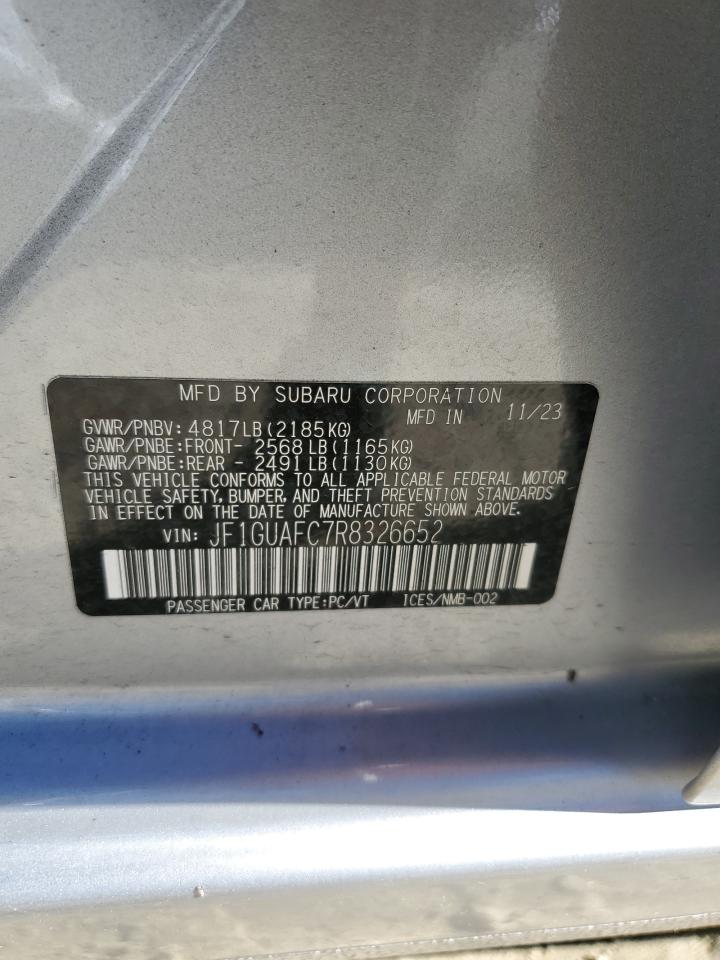 MFD BY SUBARU CORPORATION
MFD IN 11/23
GVWR/PNBV: 4817LB(2185KG)
GAWR/PNBE:FRONT- 2568LB(1165KG)
GAWR/PNBE:REAR - 2491LB(1130KG)
THIS VEHICLE CONFORMS TO ALL APPLICABLE FEDERAL MOTOR
VEHICLE SAFETY, BUMPER, AND THEFT PREVENTION STANDARDS
IN EFFECT ON THE DATE OF MANUFACTURE SHOWN ABOVE.
VIN: JF1GUAFC7R8326652
PASSENGER CAR TYPE:PC/VT ICES/NMB-002